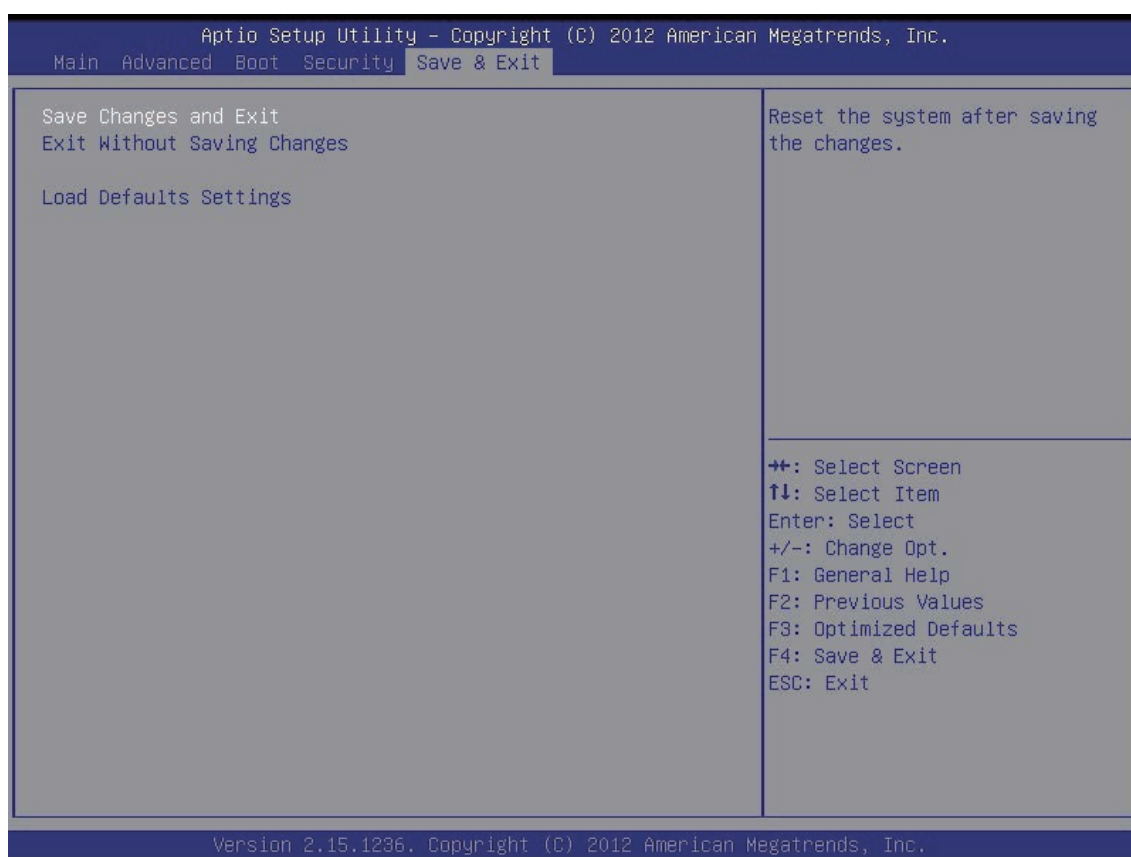 Aptio Setup Utility – Copyright (C) 2012 American Megatrends, Inc.
Main Advanced Boot Security Save & Exit
Save Changes and Exit
Exit Without Saving Changes
Load Defaults Settings
Reset the system after saving
the changes.
→←: Select Screen
↑↓: Select Item
Enter: Select
+/-: Change Opt.
F1: General Help
F2: Previous Values
F3: Optimized Defaults
F4: Save & Exit
ESC: Exit
Version 2.15.1236. Copyright (C) 2012 American Megatrends, Inc.